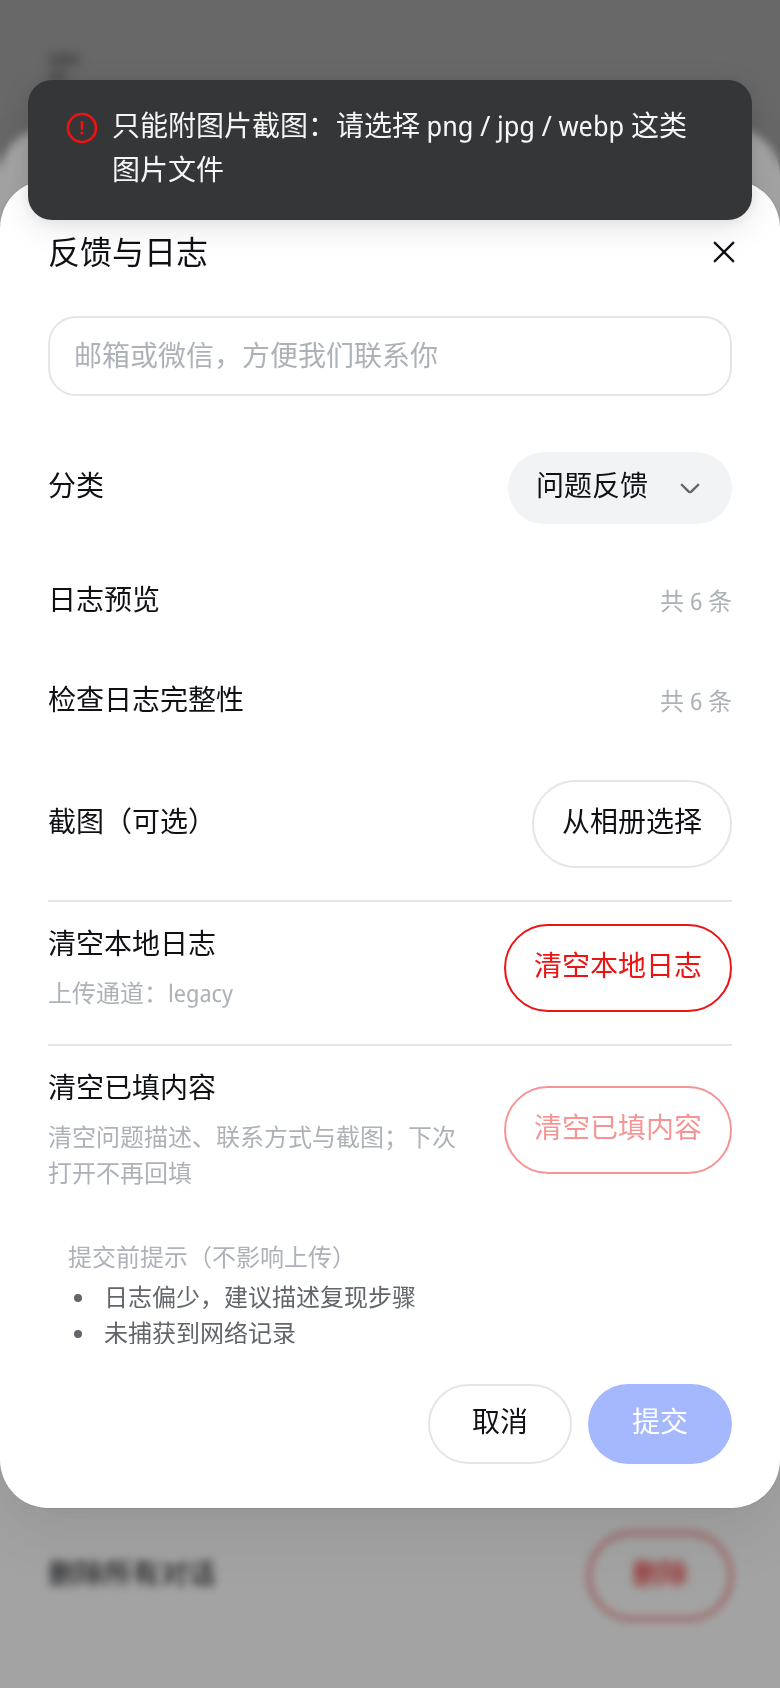 只能附图片截图：请选择 png / jpg / webp 这类
图片文件
反馈与日志
邮箱或微信，方便我们联系你
分类
问题反馈
日志预览
共 6 条
检查日志完整性
共 6 条
截图（可选）
从相册选择
清空本地日志
上传通道：legacy
清空本地日志
清空已填内容
清空问题描述、联系方式与截图；下次
打开不再回填
清空已填内容
提交前提示（不影响上传）
日志偏少，建议描述复现步骤
未捕获到网络记录
取消
提交
删除所有对话
删除